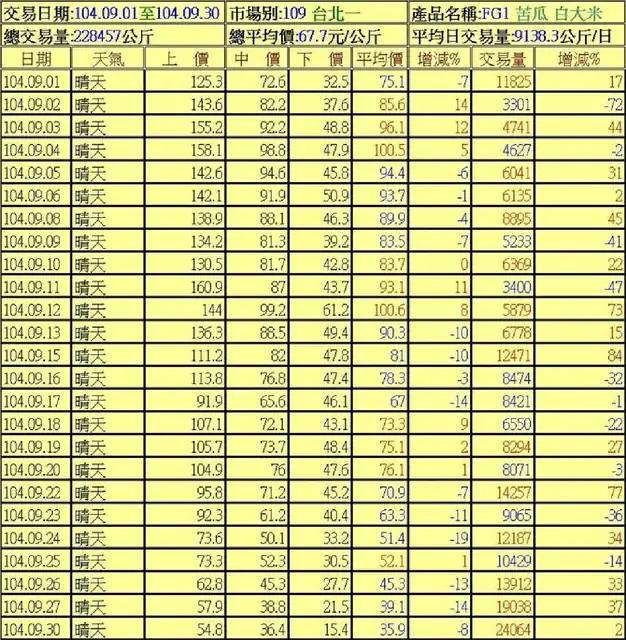 交易日期:104.09.01至104.09.30 市場別:109 台北一 產品名稱:FG1 苦瓜 白大米
總交易量:228457公斤 總平均價:67.7元/公斤 平均日交易量:9138.3公斤/日
日期 天氣 上 價 中 價 下 價 平均價 增減% 交易量 增減%
104.09.01 晴天 125.3 72.6 32.5 75.1 -7 11825 17
104.09.02 晴天 143.6 82.2 37.6 85.6 14 3301 -72
104.09.03 晴天 155.2 92.2 48.8 96.1 12 4741 44
104.09.04 晴天 158.1 98.8 47.9 100.5 5 4627 -2
104.09.05 晴天 142.6 94.6 45.8 94.4 -6 6041 31
104.09.06 晴天 142.1 91.9 50.9 93.7 -1 6135 2
104.09.08 晴天 138.9 88.1 46.3 89.9 -4 8895 45
104.09.09 晴天 134.2 81.3 39.2 83.5 -7 5233 -41
104.09.10 晴天 130.5 81.7 42.8 83.7 0 6369 22
104.09.11 晴天 160.9 87 43.7 93.1 11 3400 -47
104.09.12 晴天 144 99.2 61.2 100.6 8 5879 73
104.09.13 晴天 136.3 88.5 49.4 90.3 -10 6778 15
104.09.15 晴天 111.2 82 47.8 81 -10 12471 84
104.09.16 晴天 113.8 76.8 47.4 78.3 -3 8474 -32
104.09.17 晴天 91.9 65.6 46.1 67 -14 8421 -1
104.09.18 晴天 107.1 72.1 43.1 73.3 9 6550 -22
104.09.19 晴天 105.7 73.7 48.4 75.1 2 8294 27
104.09.20 晴天 104.9 76 47.6 76.1 1 8071 -3
104.09.22 晴天 95.8 71.2 45.2 70.9 -7 14257 77
104.09.23 晴天 92.3 61.2 40.4 63.3 -11 9065 -36
104.09.24 晴天 73.6 50.1 33.2 51.4 -19 12187 34
104.09.25 晴天 73.3 52.3 30.5 52.1 1 10429 -14
104.09.26 晴天 62.8 45.3 27.7 45.3 -13 13912 33
104.09.27 晴天 57.9 38.8 21.5 39.1 -14 19038 37
104.09.30 晴天 54.8 36.4 15.4 35.9 -8 24064 2